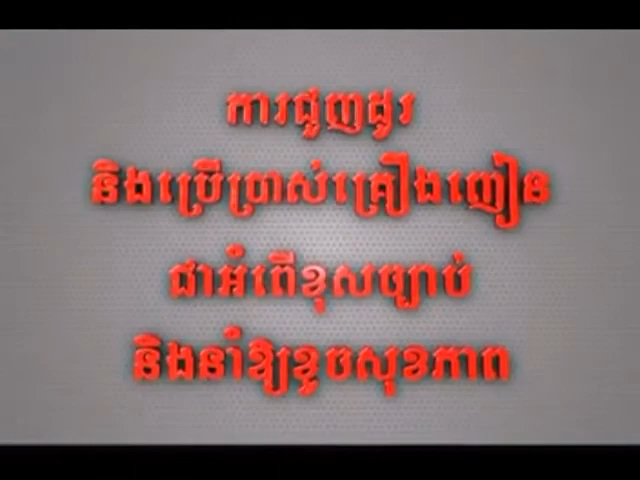 ការជួញដូរ
និងប្រើប្រាស់គ្រឿងញៀន
ជាអំពើខុសច្បាប់
និងនាំឱ្យខូចសុខភាព